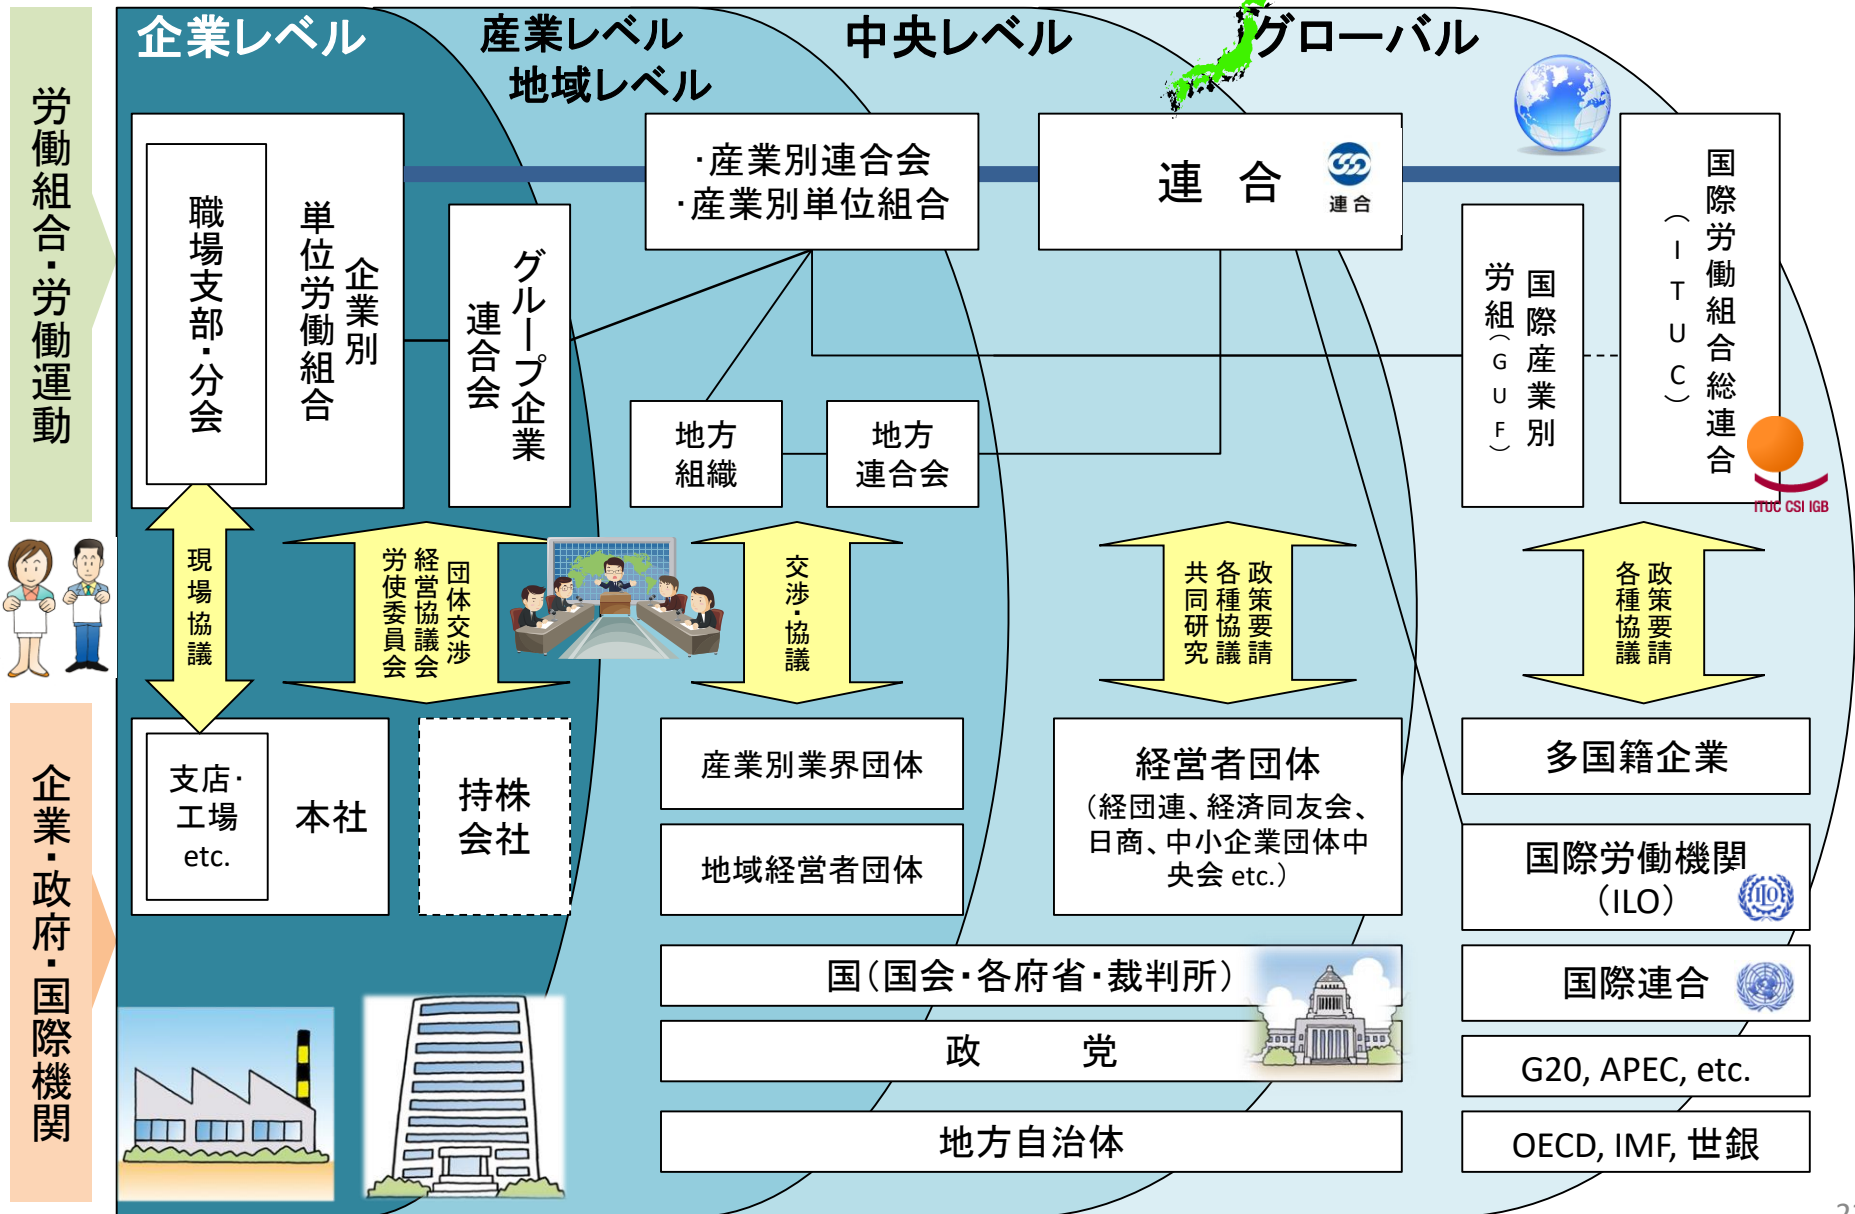 企業レベル
産業レベル
地域レベル
中央レベル
グローバル
労働組合・労働運動
職場支部・分会
企業別
単位労働組合
グループ企業
連合会
・産業別連合会
・産業別単位組合
連 合
連合
国際産業別
労組(GUF)
国際労働組合総連合
(ITUC)
ITUC CSI IGB
地方
組織
地方
連合会
現場協議
団体交渉
経営協議会
労使委員会
交渉・協議
政策要請
各種協議
共同研究
政策要請
各種協議
企業・政府・国際機関
支店・
工場
etc.
本社
持株
会社
産業別業界団体
地域経営者団体
経営者団体
(経団連、経済同友会、
日商、中小企業団体中
央会 etc.)
多国籍企業
国際労働機関
(ILO)
ILO
国(国会・各府省・裁判所)
国際連合
政 党
G20, APEC, etc.
地方自治体
OECD, IMF, 世銀